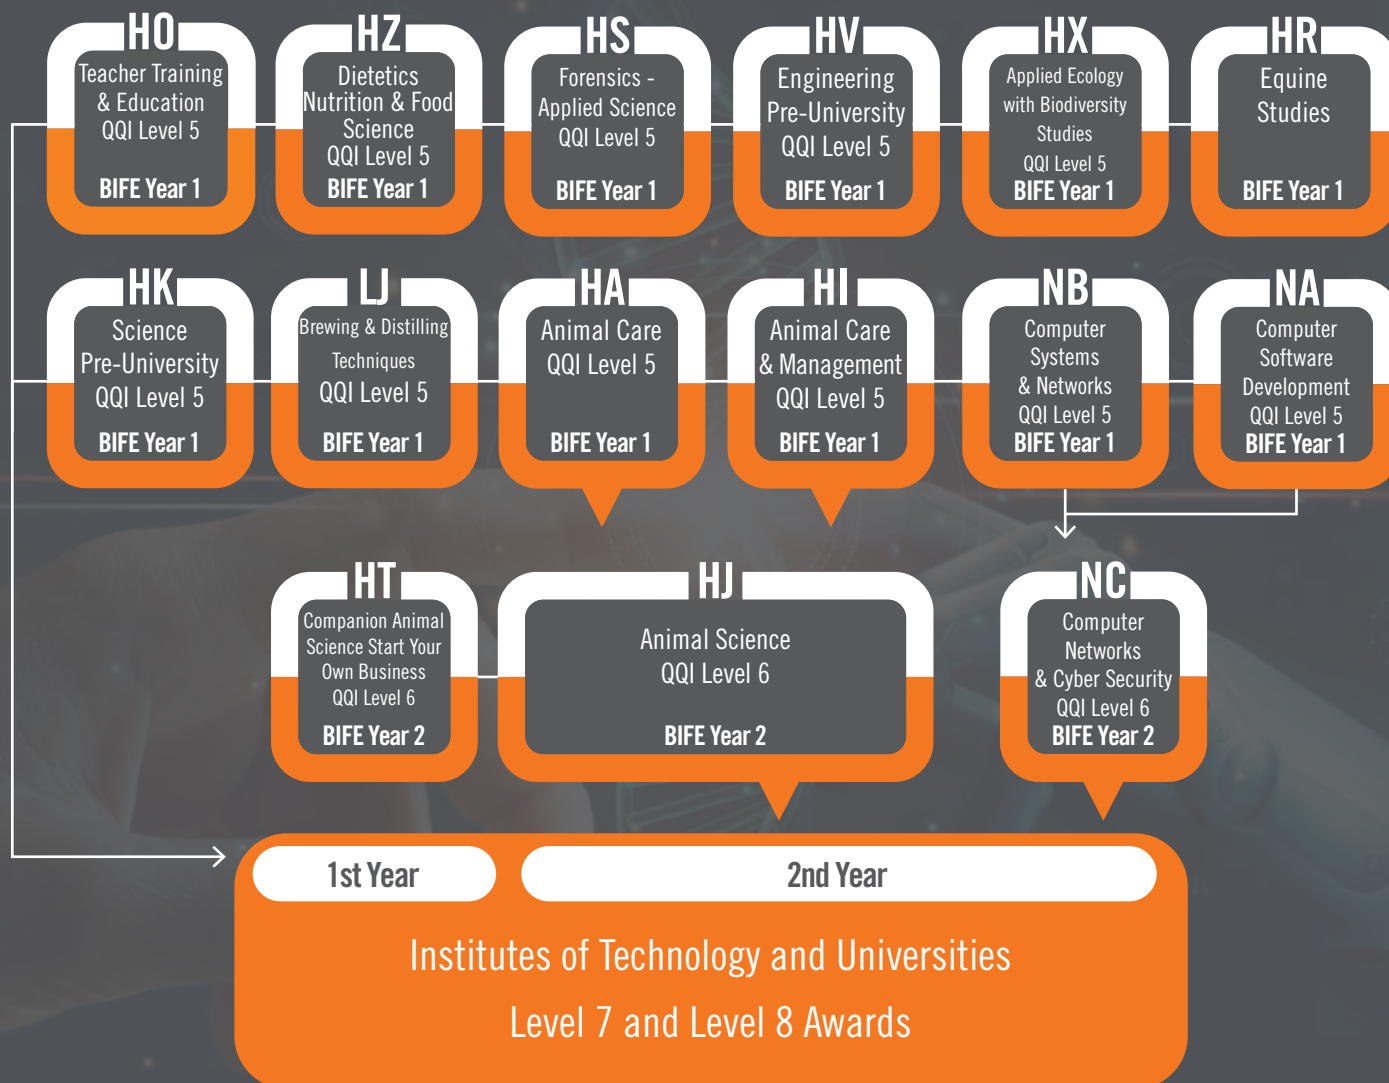 HO
Teacher Training
& Education
QQI Level 5
BIFE Year 1
HZ
Dietetics
Nutrition & Food
Science
QQI Level 5
BIFE Year 1
HS
Forensics -
Applied Science
QQI Level 5
BIFE Year 1
HV
Engineering
Pre-University
QQI Level 5
BIFE Year 1
HX
Applied Ecology
with Biodiversity
Studies
QQI Level 5
BIFE Year 1
HR
Equine
Studies
BIFE Year 1
HK
Science
Pre-University
QQI Level 5
BIFE Year 1
LJ
Brewing & Distilling
Techniques
QQI Level 5
BIFE Year 1
HA
Animal Care
QQI Level 5
BIFE Year 1
HI
Animal Care
& Management
QQI Level 5
BIFE Year 1
NB
Computer
Systems
& Networks
QQI Level 5
BIFE Year 1
NA
Computer
Software
Development
QQI Level 5
BIFE Year 1
HT
Companion Animal
Science Start Your
Own Business
QQI Level 6
BIFE Year 2
HJ
Animal Science
QQI Level 6
BIFE Year 2
NC
Computer
Networks
& Cyber Security
QQI Level 6
BIFE Year 2
1st Year
2nd Year
Institutes of Technology and Universities
Level 7 and Level 8 Awards